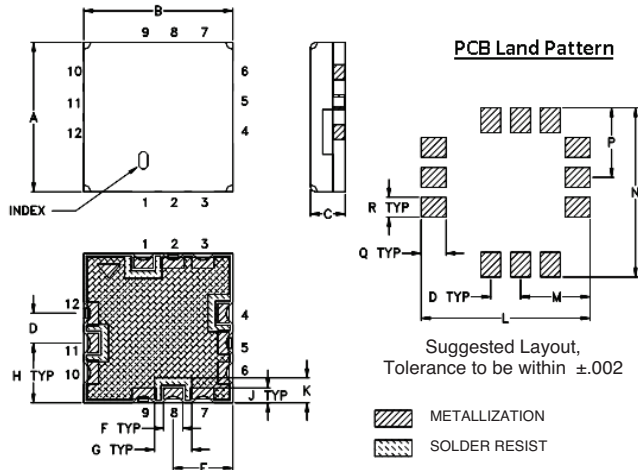 B
9 8 7
10
11
12
6
5
4
A
INDEX
1 2 3
C
PCB Land Pattern
P
N
R TYP
Q TYP
D TYP
M
L
Suggested Layout,
Tolerance to be within ±.002
METALLIZATION
SOLDER RESIST
1 2 3
12
11
10
4
5
6
D
H TYP
K
J TYP
9 8 7
F TYP
G TYP
E